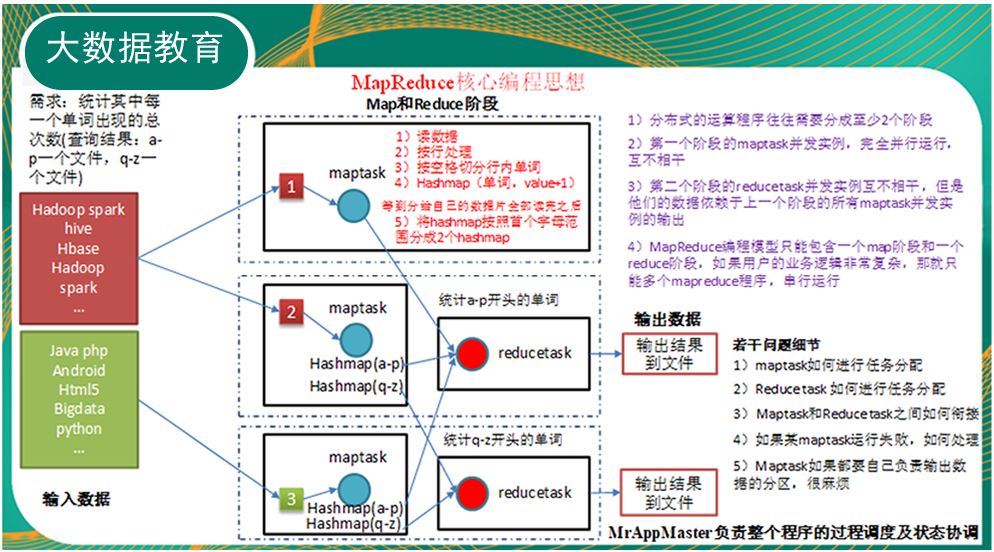 大数据教育
MapReduce核心编程思想
Map和Reduce阶段
需求：统计其中每
一个单词出现的总
次数(查询结果：a-
p一个文件，q-z一
个文件)
Hadoop spark
hive
Hbase
Hadoop
spark
...
Java php
Android
Html5
Bigdata
python
...
输入数据
1
maptask
1）读数据
2）按行处理
3）按空格切分行内单词
4）Hashmap（单词，value+1）
等到分给自己的数据片全部读完之后
5）将hashmap按照首个字母范
围分成2个hashmap
2
maptask
Hashmap(a-p)
Hashmap(q-z)
3
maptask
Hashmap(a-p)
Hashmap(q-z)
统计a-p开头的单词
reducetask
统计q-z开头的单词
reducetask
输出数据
输出结果
到文件
输出结果
到文件
1）分布式的运算程序往往需要分成至少2个阶段
2）第一个阶段的maptask并发实例，完全并行运行，
互不相干
3）第二个阶段的reducetask并发实例互不相干，但是
他们的数据依赖于上一个阶段的所有maptask并发实
例的输出
4）MapReduce编程模型只能包含一个map阶段和一个
reduce阶段，如果用户的业务逻辑非常复杂，那就只
能多个mapreduce程序，串行运行
若干问题细节
1）maptask如何进行任务分配
2）Reducetask如何进行任务分配
3）Maptask和Reducetask之间如何衔接
4）如果某maptask运行失败，如何处理
5）Maptask如果都要自己负责输出数
据的分区，很麻烦
MrAppMaster负责整个程序的过程调度及状态协调